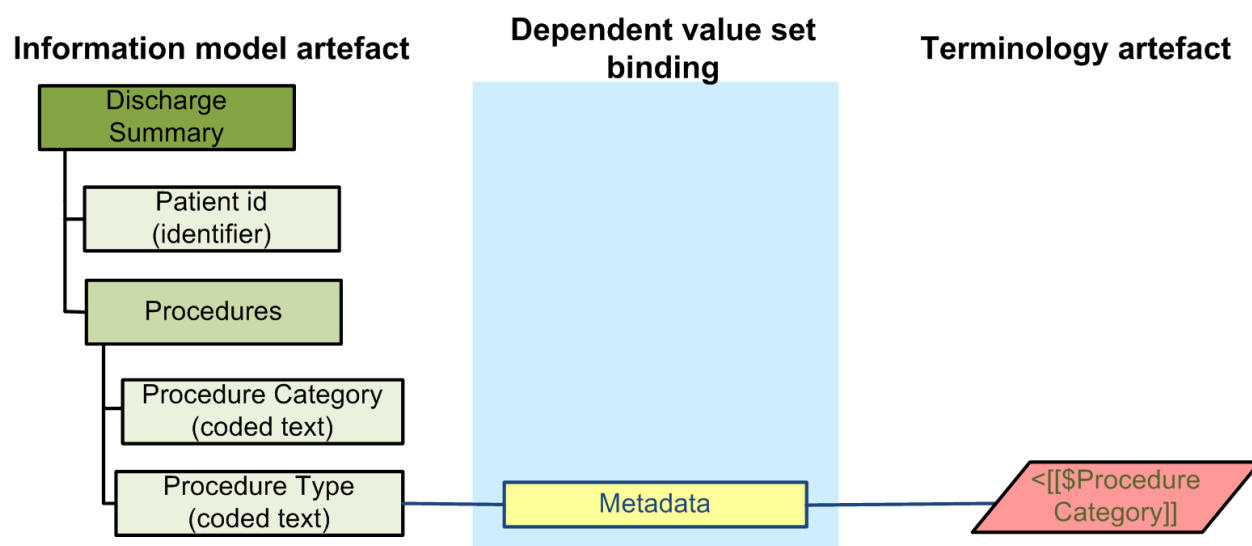 Information model artefact
Dependent value set
binding
Terminology artefact
Discharge
Summary
Patient id
(identifier)
Procedures
Procedure Category
(coded text)
Procedure Type
(coded text)
Metadata
<[[$Procedure
Category]]